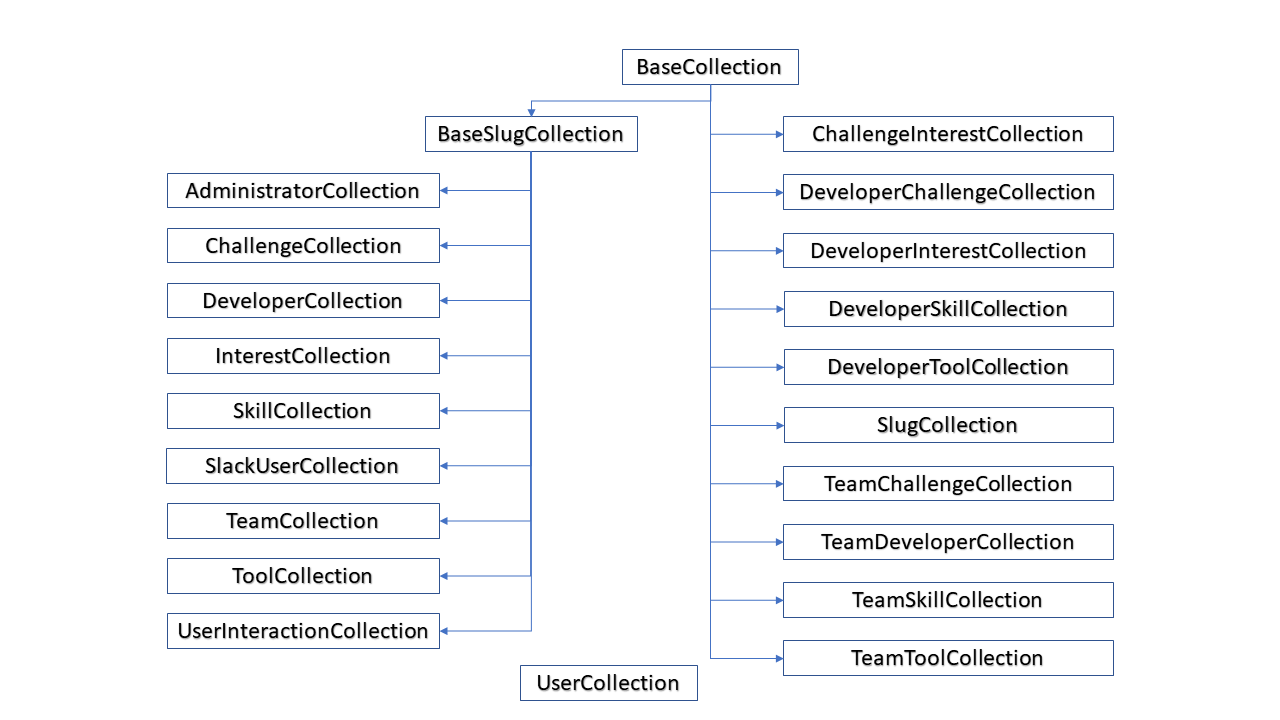 BaseCollection
BaseSlugCollection
AdministratorCollection
ChallengeCollection
DeveloperCollection
InterestCollection
SkillCollection
SlackUserCollection
TeamCollection
ToolCollection
UserInteractionCollection
ChallengeInterestCollection
DeveloperChallengeCollection
DeveloperInterestCollection
DeveloperSkillCollection
DeveloperToolCollection
SlugCollection
TeamChallengeCollection
TeamDeveloperCollection
TeamSkillCollection
TeamToolCollection
UserCollection